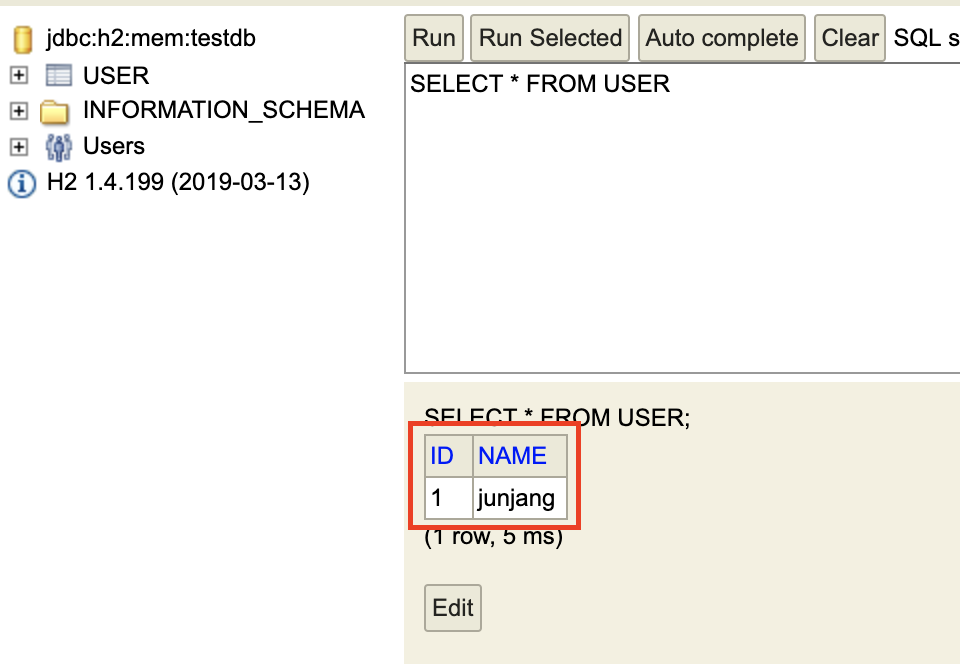 jdbc:h2:mem:testdb
USER
INFORMATION_SCHEMA
Users
H2 1.4.199 (2019-03-13)
Run Run Selected Auto complete Clear SQL s
SELECT * FROM USER
SELECT * FROM USER;
ID NAME
1 junjang
(1 row, 5 ms)
Edit